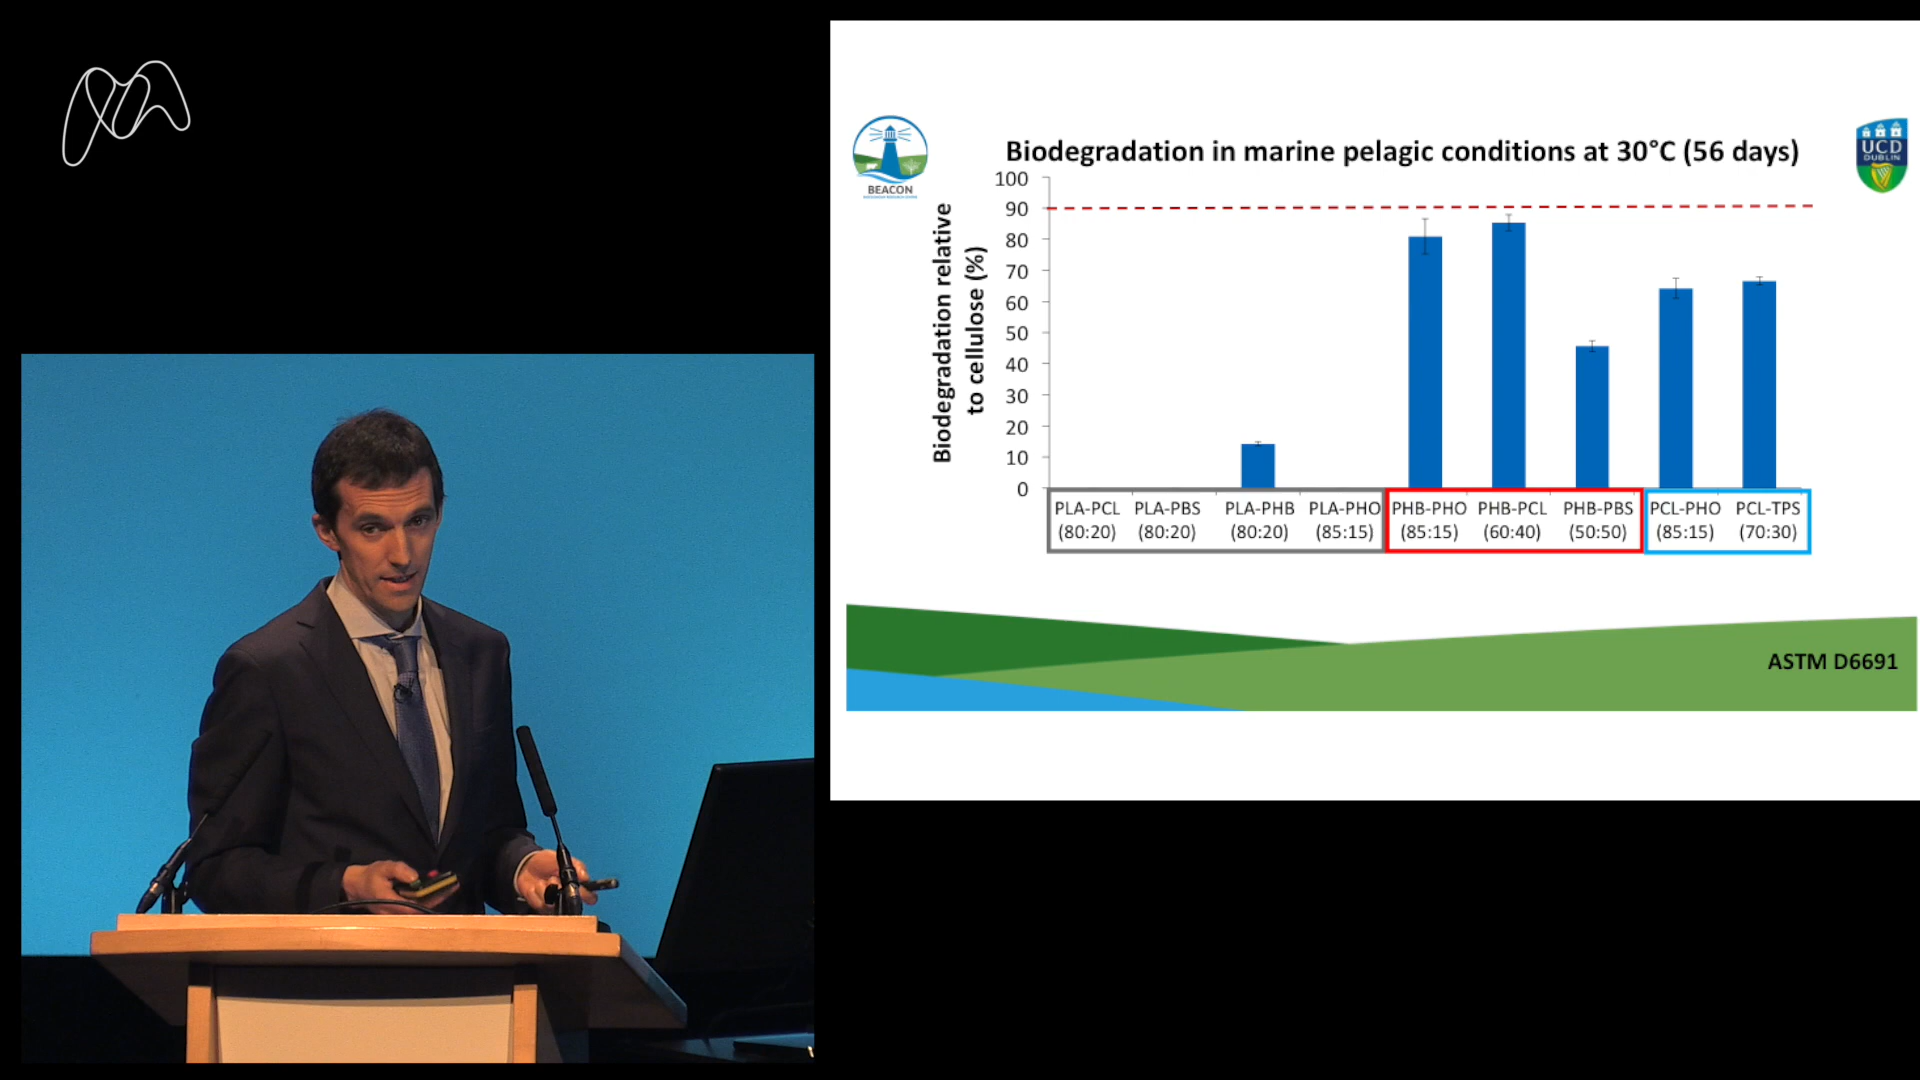 Biodegradation in marine pelagic conditions at 30°C (56 days)
BEACON
UCD
DUBLIN
Biodegradation relative
to cellulose (%)
100
90
80
70
60
50
40
30
20
10
0
PLA-PCL
(80:20)
PLA-PBS
(80:20)
PLA-PHB
(80:20)
PLA-PHO
(85:15)
PHB-PHO
(85:15)
PHB-PCL
(60:40)
PHB-PBS
(50:50)
PCL-PHO
(85:15)
PCL-TPS
(70:30)
ASTM D6691